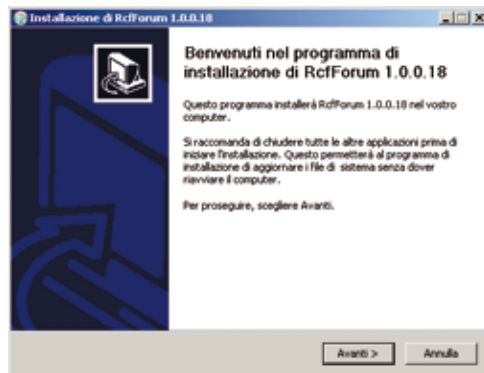 Installazione di RcfForum 1.0.0.18
Benvenuti nel programma di
installazione di RcfForum 1.0.0.18
Questo programma installerà RcfForum 1.0.0.18 nel vostro
computer.
Si raccomanda di chiudere tutte le altre applicazioni prima di
iniziare l'installazione. Questo permetterà al programma di
installazione di aggiornare i file di sistema senza dover
riavviare il computer.
Per proseguire, scegliere Avanti.
Avanti > Annulla